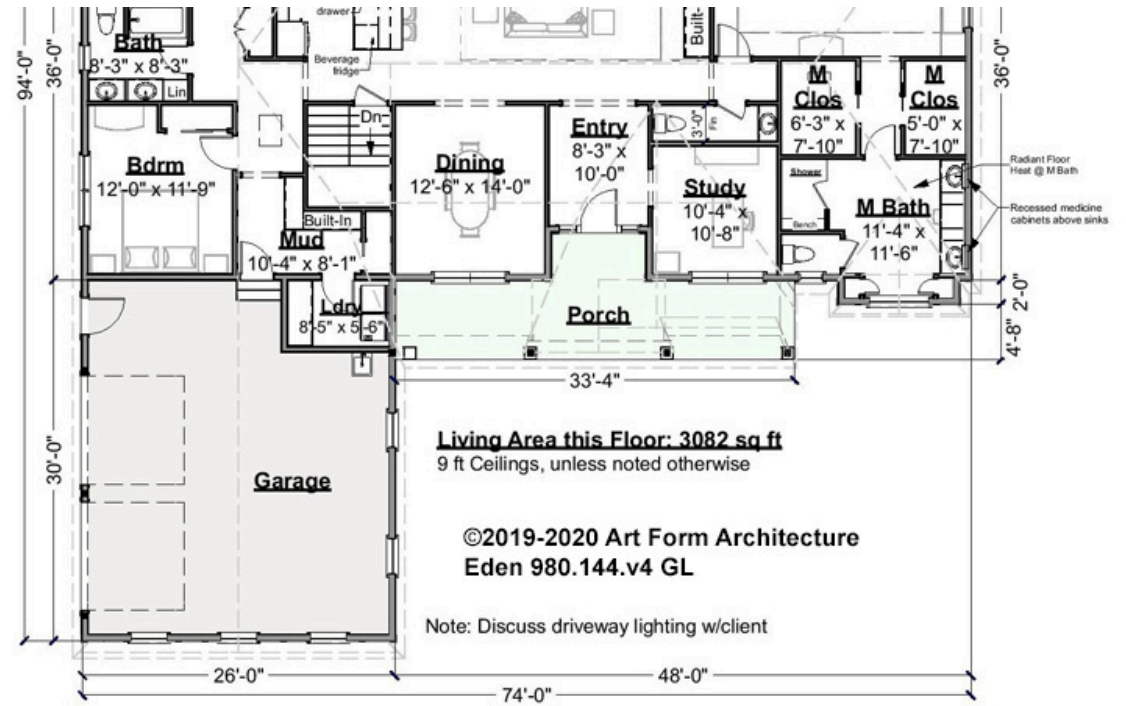 drawer
Built-
Bath
8'-3" x 8'-3"
Beverage
fridge
Lin
94'-0"
36'-0"
36'-0"
M
Clos
6'-3" x
7'-10"
M
Clos
5'-0" x
7'-10"
Dn
Entry
8'-3" x
10'-0"
3'-0"
Fin
Bdrm
12'-0" x 11'-9"
Dining
12'-6" x 14'-0"
Study
10'-4" x
10'-8"
Shower
Bench
Radiant Floor
Heat @ M Bath
M Bath
11'-4" x
11'-6"
Recessed medicine
cabinets above sinks
Built-In
Mud
10'-4" x 8'-1"
Ldry
8'-5" x 5'-6"
Porch
2'-0"
4'-8"
33'-4"
30'-0"
Garage
Living Area this Floor: 3082 sq ft
9 ft Ceilings, unless noted otherwise
©2019-2020 Art Form Architecture
Eden 980.144.v4 GL
Note: Discuss driveway lighting w/client
26'-0"
48'-0"
74'-0"